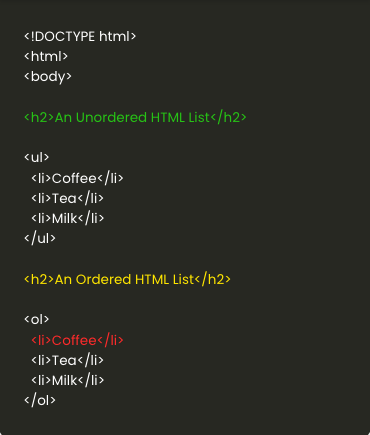 <!DOCTYPE html>
<html>
<body>
<h2>An Unordered HTML List</h2>
<ul>
<li>Coffee</li>
<li>Tea</li>
<li>Milk</li>
</ul>
<h2>An Ordered HTML List</h2>
<ol>
<li>Coffee</li>
<li>Tea</li>
<li>Milk</li>
</ol>